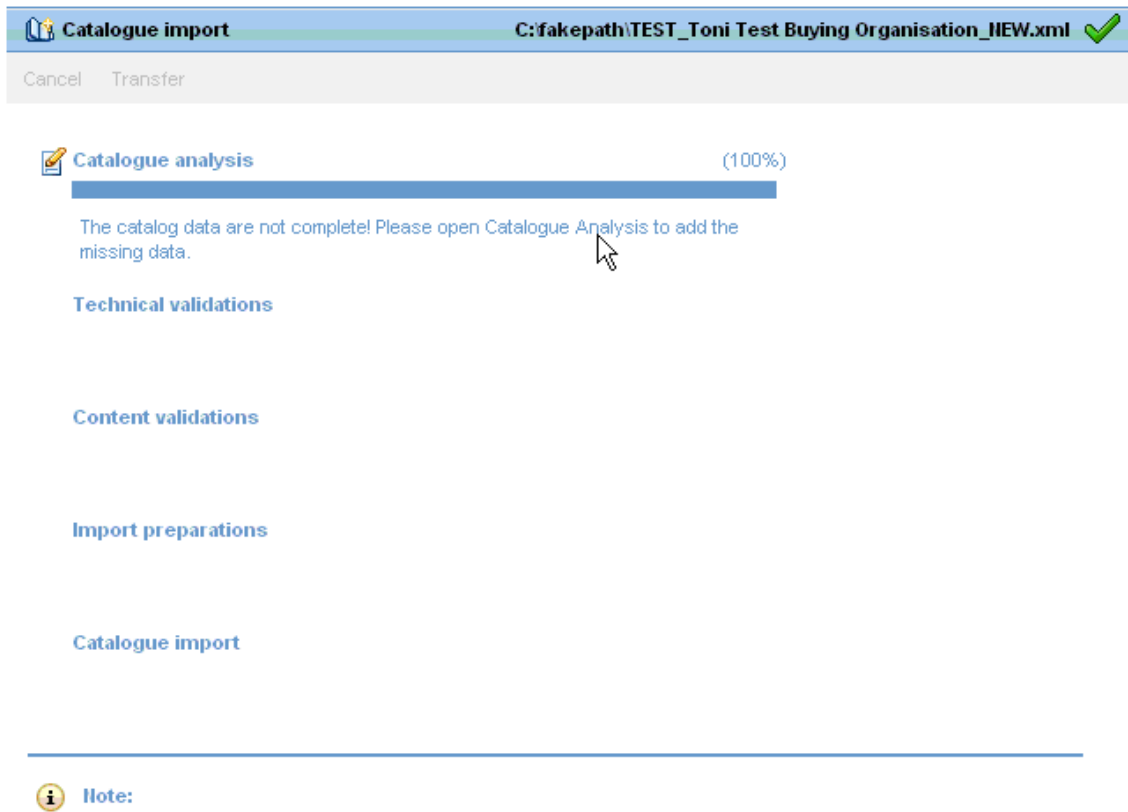 Catalogue import C:\fakepath\TEST_Toni Test Buying Organisation_NEW.xml
Cancel Transfer
Catalogue analysis (100%)
The catalog data are not complete! Please open Catalogue Analysis to add the
missing data.
Technical validations
Content validations
Import preparations
Catalogue import
Note: